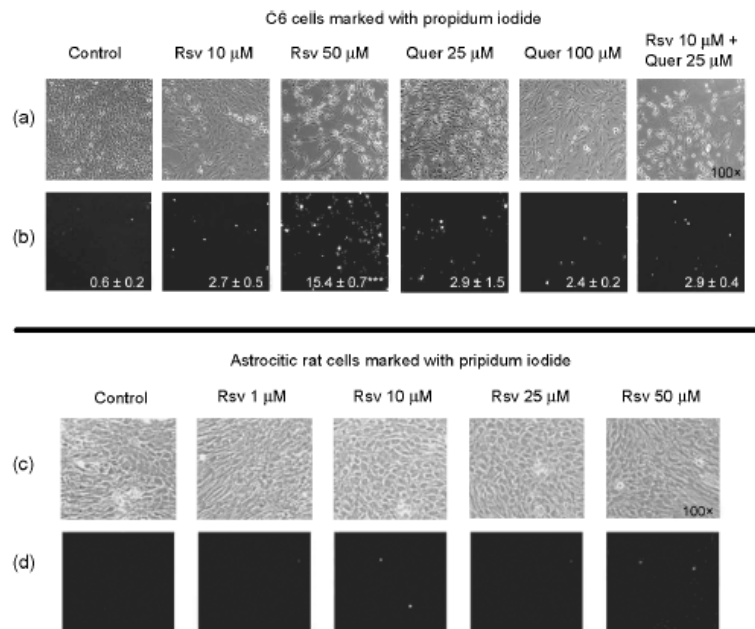 C6 cells marked with propidum iodide
Control Rsv 10 μM Rsv 50 μM Quer 25 μM Quer 100 μM Rsv 10 μM +
Quer 25 μM
(a)
100×
(b)
0.6 ± 0.2 2.7 ± 0.5 15.4 ± 0.7*** 2.9 ± 1.5 2.4 ± 0.2 2.9 ± 0.4
Astrocitic rat cells marked with pripidum iodide
Control Rsv 1 μM Rsv 10 μM Rsv 25 μM Rsv 50 μM
(c)
100×
(d)